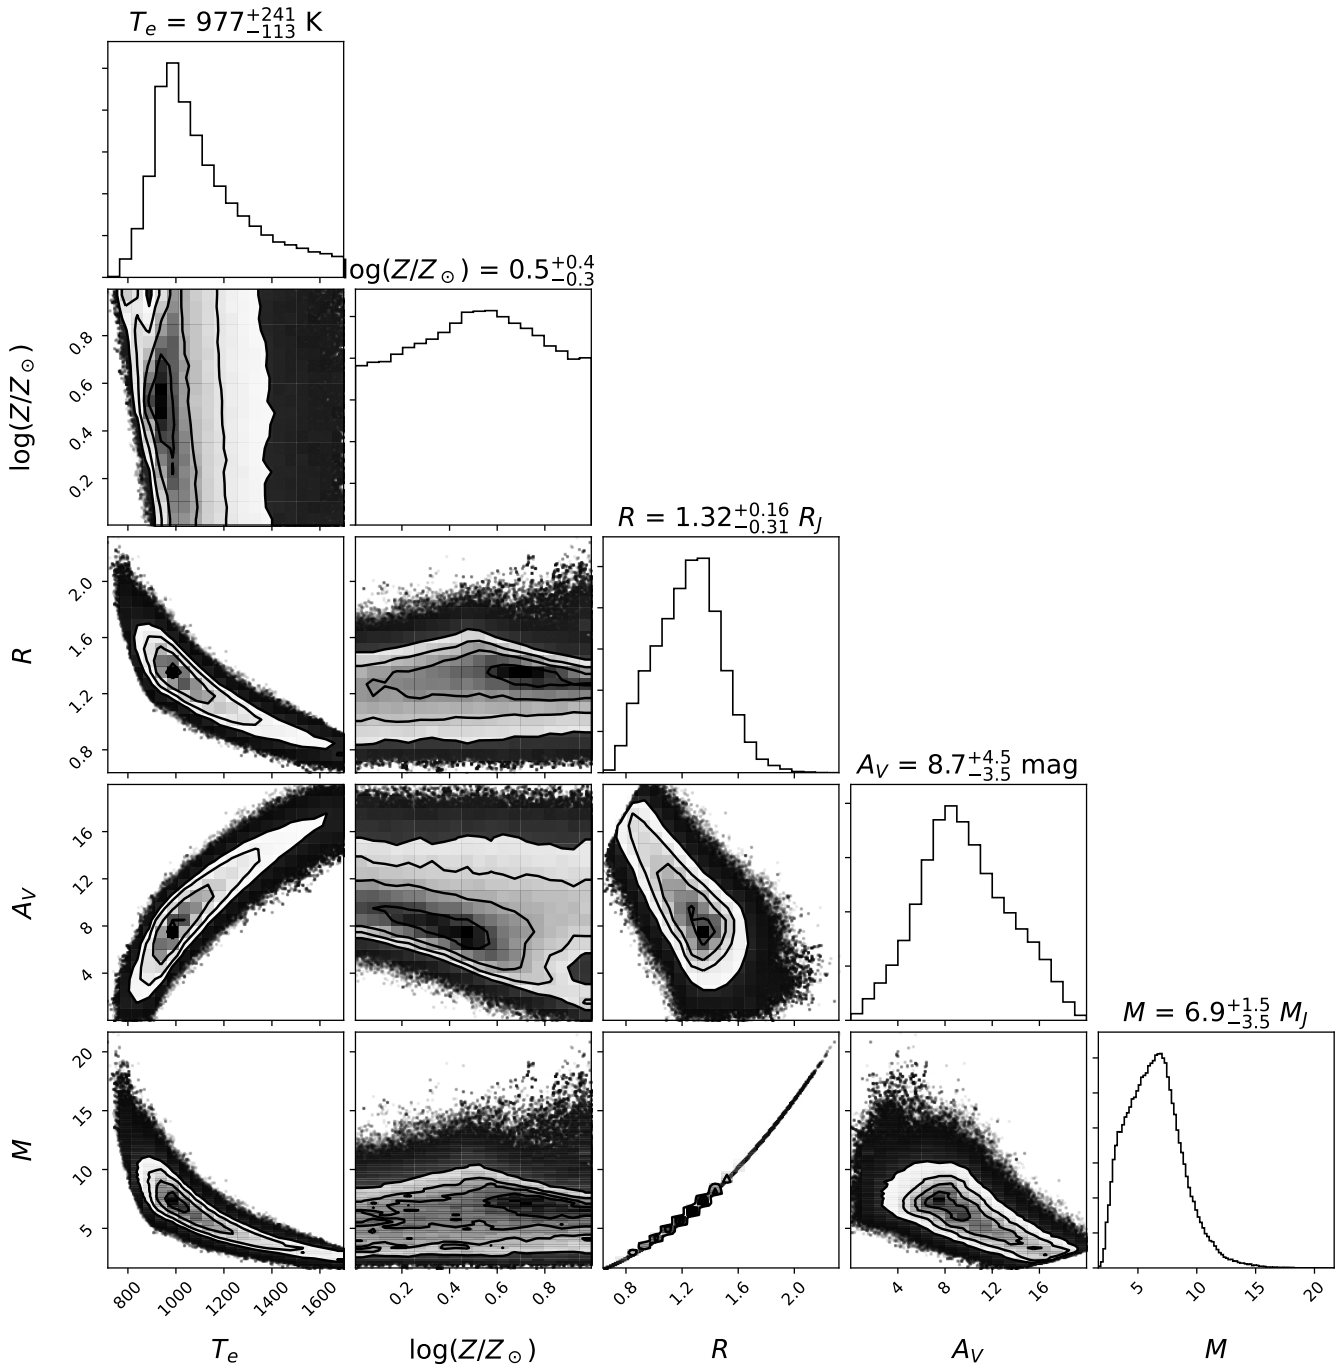 T_e = 977^{+241}_{-113} K
log(Z/Z_⊙) = 0.5^{+0.4}_{-0.3}
log(Z/Z_⊙)
0.8
0.6
0.4
0.2
R = 1.32^{+0.16}_{-0.31} R_J
R
2.0
1.6
1.2
0.8
A_V = 8.7^{+4.5}_{-3.5} mag
A_V
16
12
8
4
M = 6.9^{+1.5}_{-3.5} M_J
M
20
15
10
5
800 1000 1200 1400 1600 0.2 0.4 0.6 0.8 0.8 1.2 1.6 2.0 4 8 12 16 5 10 15 20
T_e log(Z/Z_⊙) R A_V M